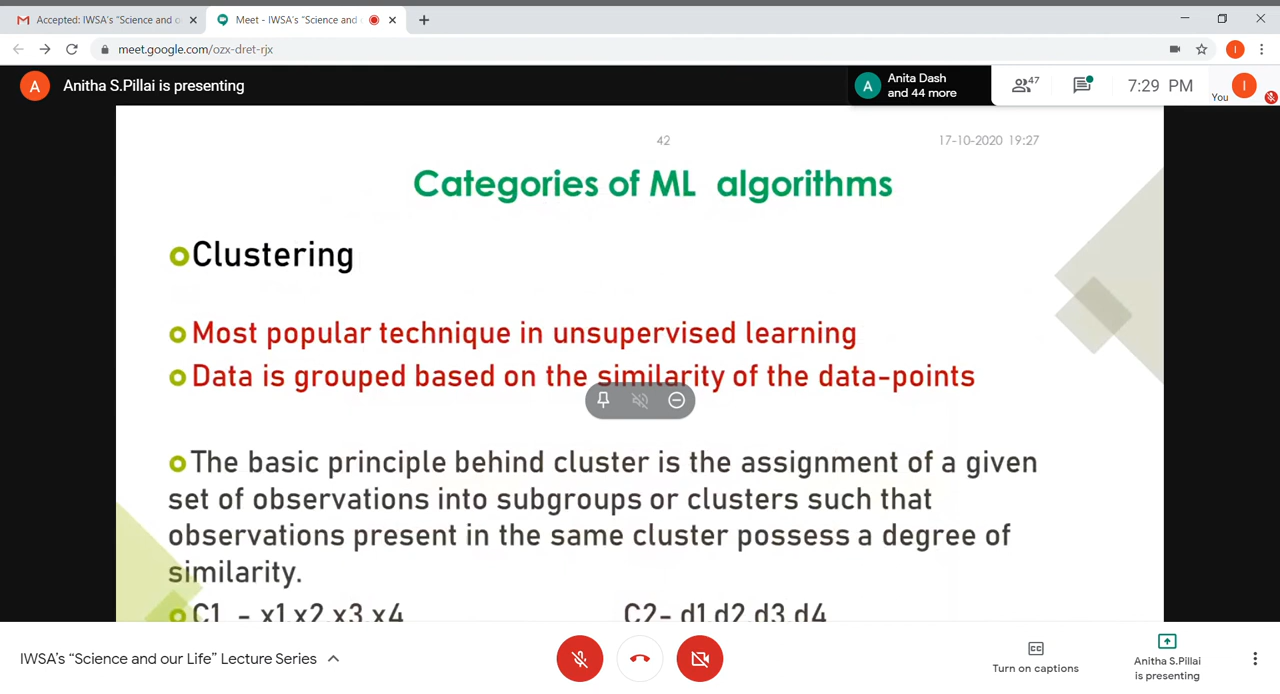 Accepted: IWSA's "Science and o
Meet - IWSA's "Science and
meet.google.com/ozx-dret-rjx
A
Anitha S.Pillai is presenting
A
Anita Dash
and 44 more
47
7:29 PM
You
I
I
42
17-10-2020 19:27
Categories of ML algorithms
Clustering
Most popular technique in unsupervised learning
Data is grouped based on the similarity of the data-points
The basic principle behind cluster is the assignment of a given
set of observations into subgroups or clusters such that
observations present in the same cluster possess a degree of
similarity.
C1 - x1,x2,x3,x4 C2- d1,d2,d3,d4
IWSA's "Science and our Life" Lecture Series
CC
Turn on captions
Anitha S.Pillai
is presenting